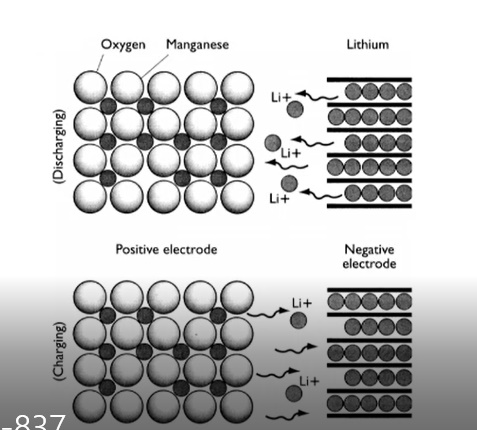 Oxygen Manganese Lithium
(Discharging)
Li+
Li+
Li+
Positive electrode
Negative
electrode
(Charging)
Li+
Li+
-837